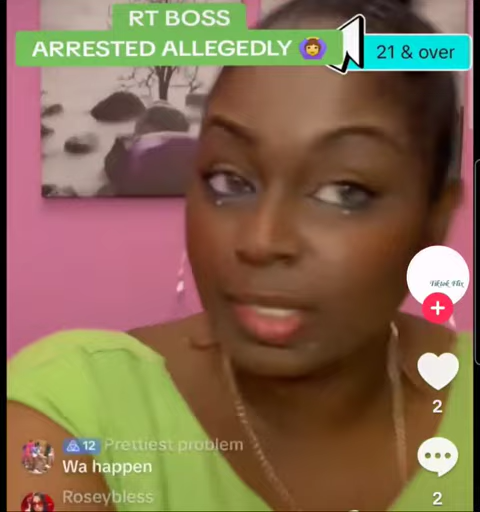 RT BOSS
ARRESTED ALLEGEDLY
21 & over
Tiktok Flix
2
12 Prettiest problem
Wa happen
Roseybless
2